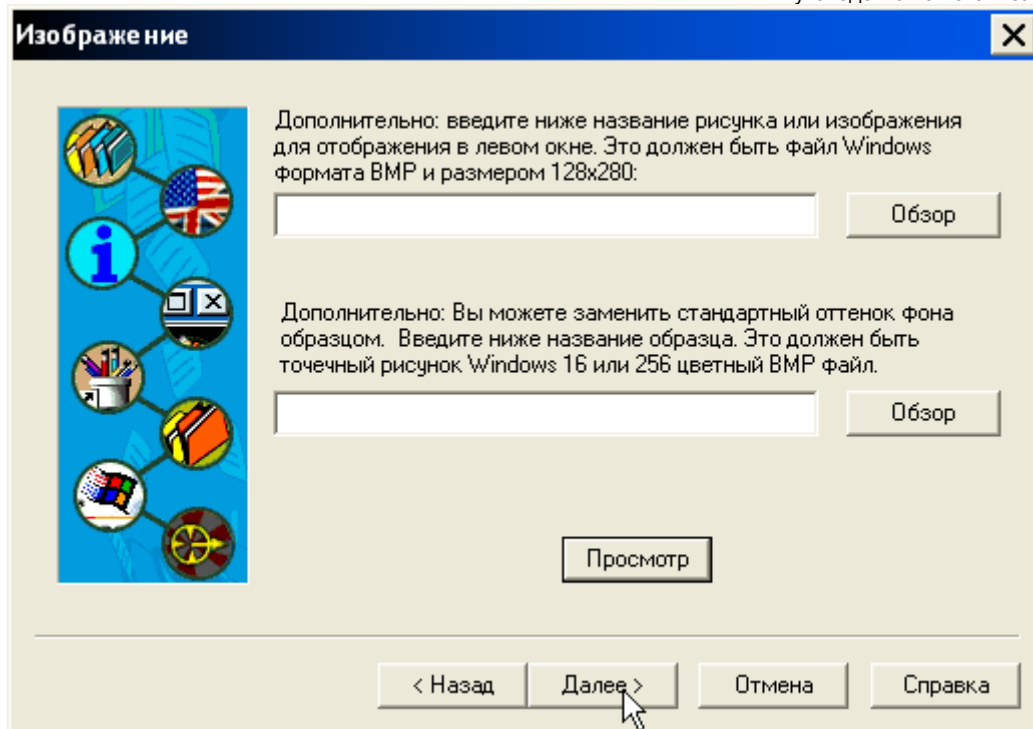 Изображение
Дополнительно: введите ниже название рисунка или изображения
для отображения в левом окне. Это должен быть файл Windows
формата BMP и размером 128x280:
Обзор
Дополнительно: Вы можете заменить стандартный оттенок фона
образцом. Введите ниже название образца. Это должен быть
точечный рисунок Windows 16 или 256 цветный BMP файл.
Обзор
Просмотр
< Назад Далее > Отмена Справка